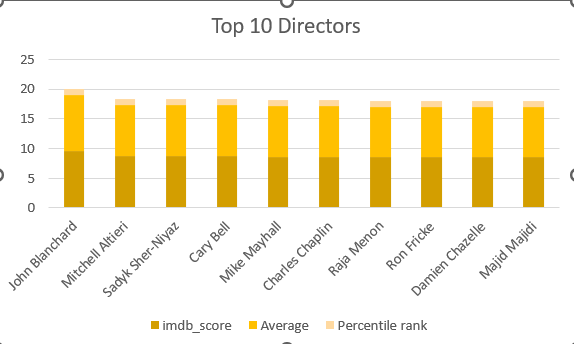 Top 10 Directors
25
20
15
10
5
0
John Blanchard
Mitchell Altieri
Sadyk Sher-Niyaz
Cary Bell
Mike Mayhall
Charles Chaplin
Raja Menon
Ron Fricke
Damien Chazelle
Majid Majidi
imdb_score Average Percentile rank